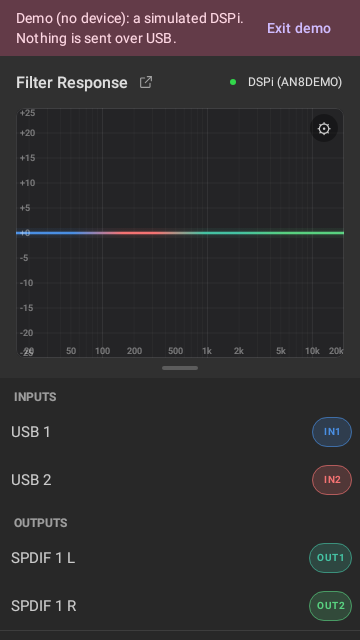 Demo (no device): a simulated DSPi.
Nothing is sent over USB.
Exit demo
Filter Response
DSPi (AN8DEMO)
+25
+20
+15
+10
+5
+0
-5
-10
-15
-20
-25
20 50 100 200 500 1k 2k 5k 10k 20k
INPUTS
USB 1 IN1
USB 2 IN2
OUTPUTS
SPDIF 1 L OUT1
SPDIF 1 R OUT2